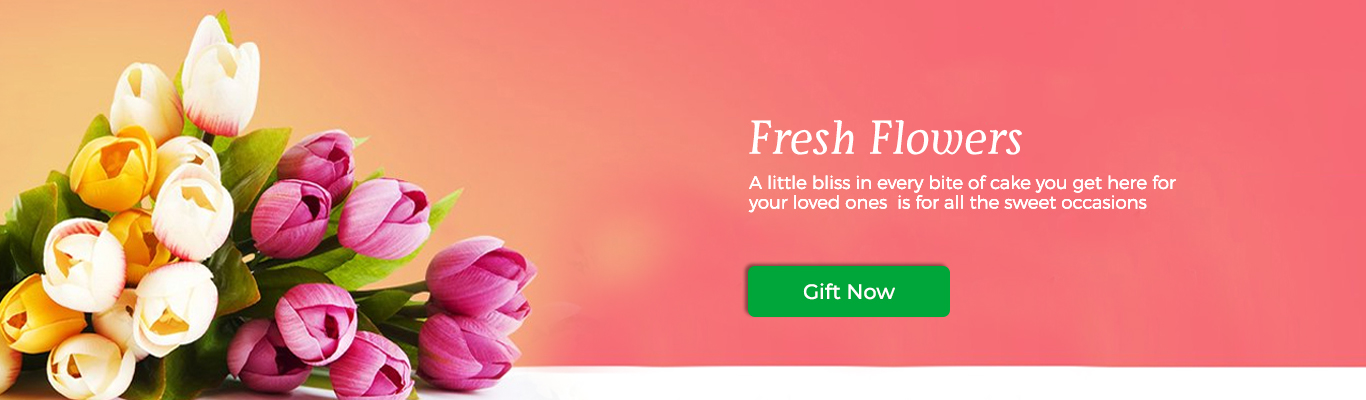 Fresh Flowers
A little bliss in every bite of cake you get here for
your loved ones  is for all the sweet occasions
Gift Now